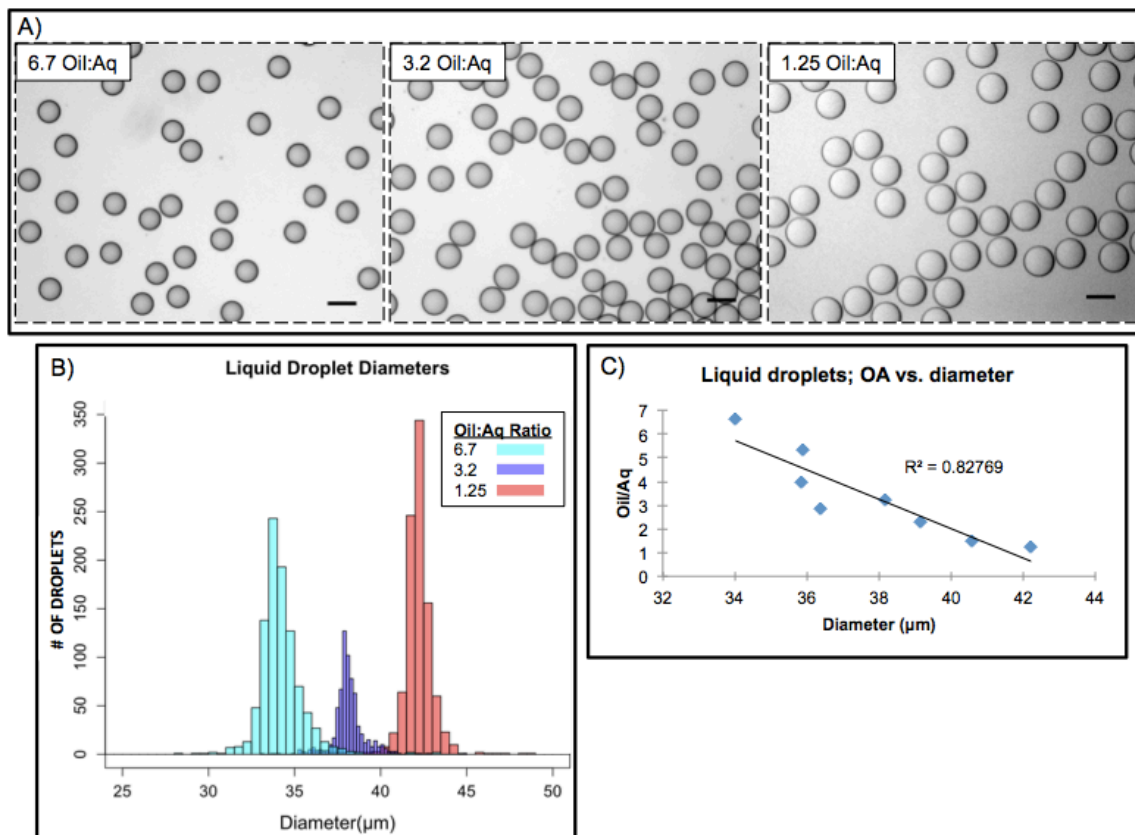 A)
6.7 Oil:Aq
3.2 Oil:Aq
1.25 Oil:Aq
B)
Liquid Droplet Diameters
Oil:Aq Ratio
6.7
3.2
1.25
# OF DROPLETS
350
300
250
200
150
100
50
0
25 30 35 40 45 50
Diameter(µm)
C)
Liquid droplets; OA vs. diameter
Oil/Aq
7
6
5
4
3
2
1
0
R² = 0.82769
32 34 36 38 40 42 44
Diameter (µm)